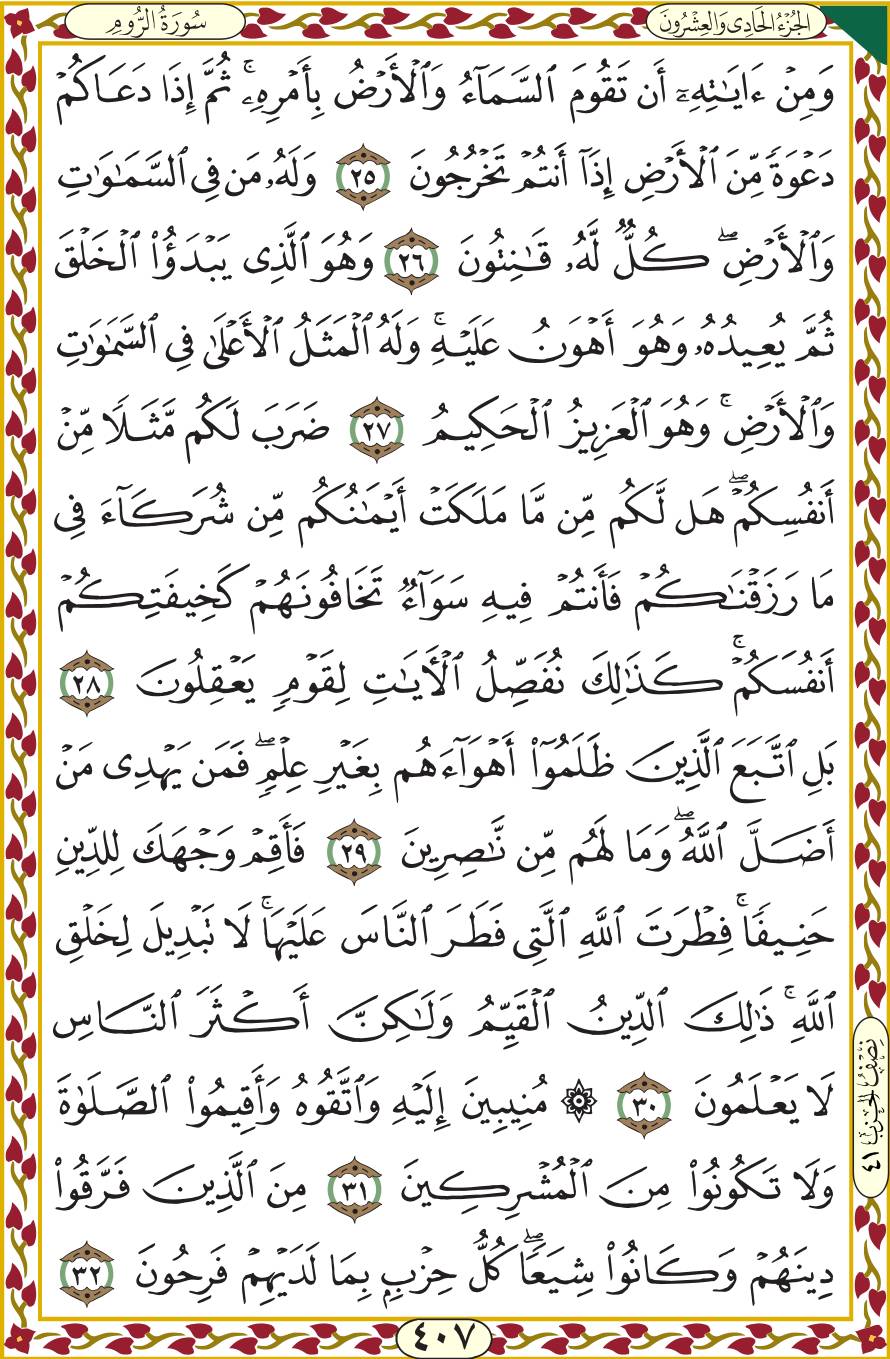 الجُزْءُ الحَادِى وَالعِشْرُونَ
سُورَةُ الرُّومِ
وَمِنْ ءَايَٰتِهِۦٓ أَن تَقُومَ ٱلسَّمَآءُ وَٱلْأَرْضُ بِأَمْرِهِۦ ۚ ثُمَّ إِذَا دَعَاكُمْ
دَعْوَةً مِّنَ ٱلْأَرْضِ إِذَآ أَنتُمْ تَخْرُجُونَ ٢٥ وَلَهُۥ مَن فِى ٱلسَّمَٰوَٰتِ
وَٱلْأَرْضِ ۖ كُلٌّ لَّهُۥ قَٰنِتُونَ ٢٦ وَهُوَ ٱلَّذِى يَبْدَؤُا۟ ٱلْخَلْقَ
ثُمَّ يُعِيدُهُۥ وَهُوَ أَهْوَنُ عَلَيْهِ ۚ وَلَهُ ٱلْمَثَلُ ٱلْأَعْلَىٰ فِى ٱلسَّمَٰوَٰتِ
وَٱلْأَرْضِ ۚ وَهُوَ ٱلْعَزِيزُ ٱلْحَكِيمُ ٢٧ ضَرَبَ لَكُم مَّثَلًا مِّنْ
أَنفُسِكُمْ ۖ هَل لَّكُم مِّن مَّا مَلَكَتْ أَيْمَٰنُكُم مِّن شُرَكَآءَ فِى
مَا رَزَقْنَٰكُمْ فَأَنتُمْ فِيهِ سَوَآءٌ تَخَافُونَهُمْ كَخِيفَتِكُمْ
أَنفُسَكُمْ ۚ كَذَٰلِكَ نُفَصِّلُ ٱلْءَايَٰتِ لِقَوْمٍ يَعْقِلُونَ ٢٨
بَلِ ٱتَّبَعَ ٱلَّذِينَ ظَلَمُوٓا۟ أَهْوَآءَهُم بِغَيْرِ عِلْمٍ ۖ فَمَن يَهْدِى مَنْ
أَضَلَّ ٱللَّهُ ۖ وَمَا لَهُم مِّن نَّٰصِرِينَ ٢٩ فَأَقِمْ وَجْهَكَ لِلدِّينِ
حَنِيفًا ۚ فِطْرَتَ ٱللَّهِ ٱلَّتِى فَطَرَ ٱلنَّاسَ عَلَيْهَا ۚ لَا تَبْدِيلَ لِخَلْقِ
ٱللَّهِ ۚ ذَٰلِكَ ٱلدِّينُ ٱلْقَيِّمُ وَلَٰكِنَّ أَكْثَرَ ٱلنَّاسِ
لَا يَعْلَمُونَ ٣٠ ۞ مُنِيبِينَ إِلَيْهِ وَٱتَّقُوهُ وَأَقِيمُوا۟ ٱلصَّلَوٰةَ
وَلَا تَكُونُوا۟ مِنَ ٱلْمُشْرِكِينَ ٣١ مِنَ ٱلَّذِينَ فَرَّقُوا۟
دِينَهُمْ وَكَانُوا۟ شِيَعًا ۖ كُلُّ حِزْبٍۭ بِمَا لَدَيْهِمْ فَرِحُونَ ٣٢
نِصْفُ الحِزْبِ ٤١
٤٠٧